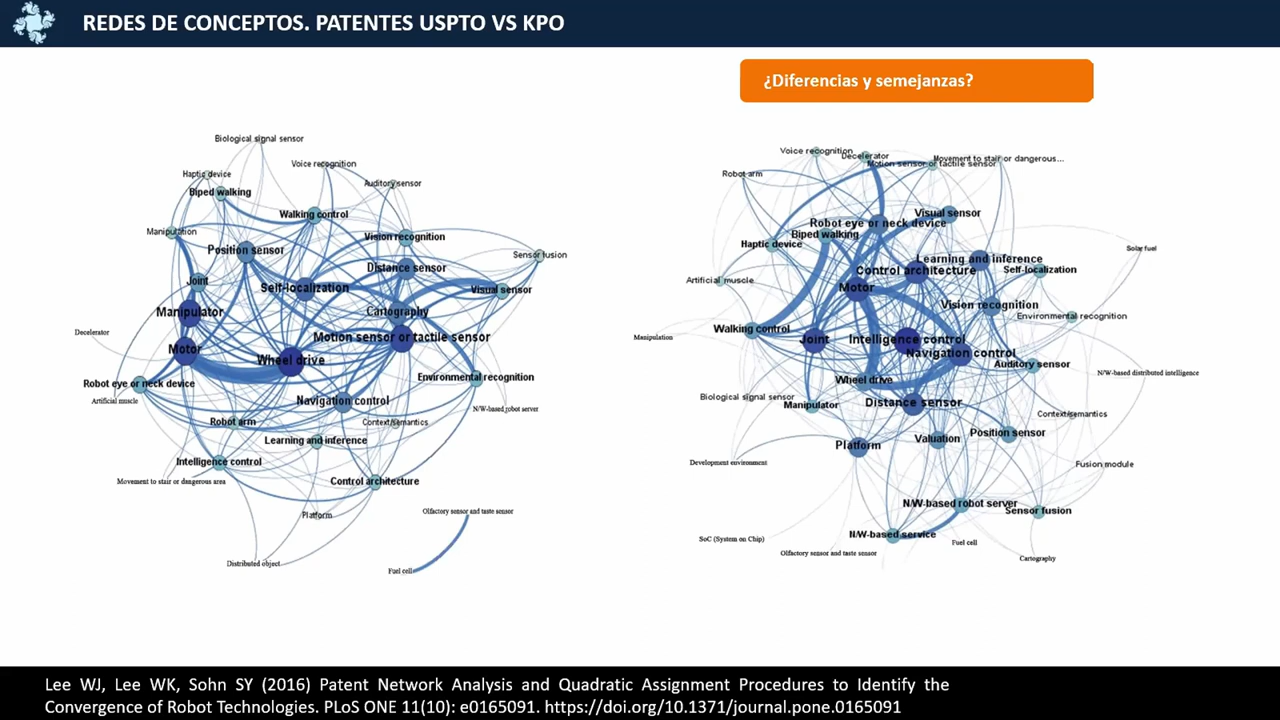 REDES DE CONCEPTOS. PATENTES USPTO VS KPO
¿Diferencias y semejanzas?
Biological signal sensor
Voice recognition
Haptic device
Auditory sensor
Biped walking
Walking control
Manipulation
Vision recognition
Position sensor
Sensor fusion
Distance sensor
Joint
Self-localization
Visual sensor
Manipulator
Cartography
Decelerator
Motion sensor or tactile sensor
Motor
Wheel drive
Robot eye or neck device
Environmental recognition
Artificial muscle
Navigation control
N/W-based robot server
Robot arm
Context/semantics
Learning and inference
Intelligence control
Movement to stair or dangerous area
Control architecture
Platform
Olfactory sensor and taste sensor
Distributed object
Fuel cell
Voice recognition
Decelerator
Movement to stair or dangerous...
Motion sensor or tactile sensor
Robot arm
Visual sensor
Robot eye or neck device
Biped walking
Haptic device
Solar fuel
Learning and inference
Control architecture
Self-localization
Artificial muscle
Motor
Vision recognition
Environmental recognition
Walking control
Manipulation
Joint
Intelligence control
Navigation control
Auditory sensor
N/W-based distributed intelligence
Wheel drive
Biological signal sensor
Manipulator
Distance sensor
Context/semantics
Position sensor
Platform
Valuation
Development environment
Fusion module
N/W-based robot server
Sensor fusion
N/W-based service
SoC (System on Chip)
Fuel cell
Olfactory sensor and taste sensor
Cartography
Lee WJ, Lee WK, Sohn SY (2016) Patent Network Analysis and Quadratic Assignment Procedures to Identify the
Convergence of Robot Technologies. PLoS ONE 11(10): e0165091. https://doi.org/10.1371/journal.pone.0165091